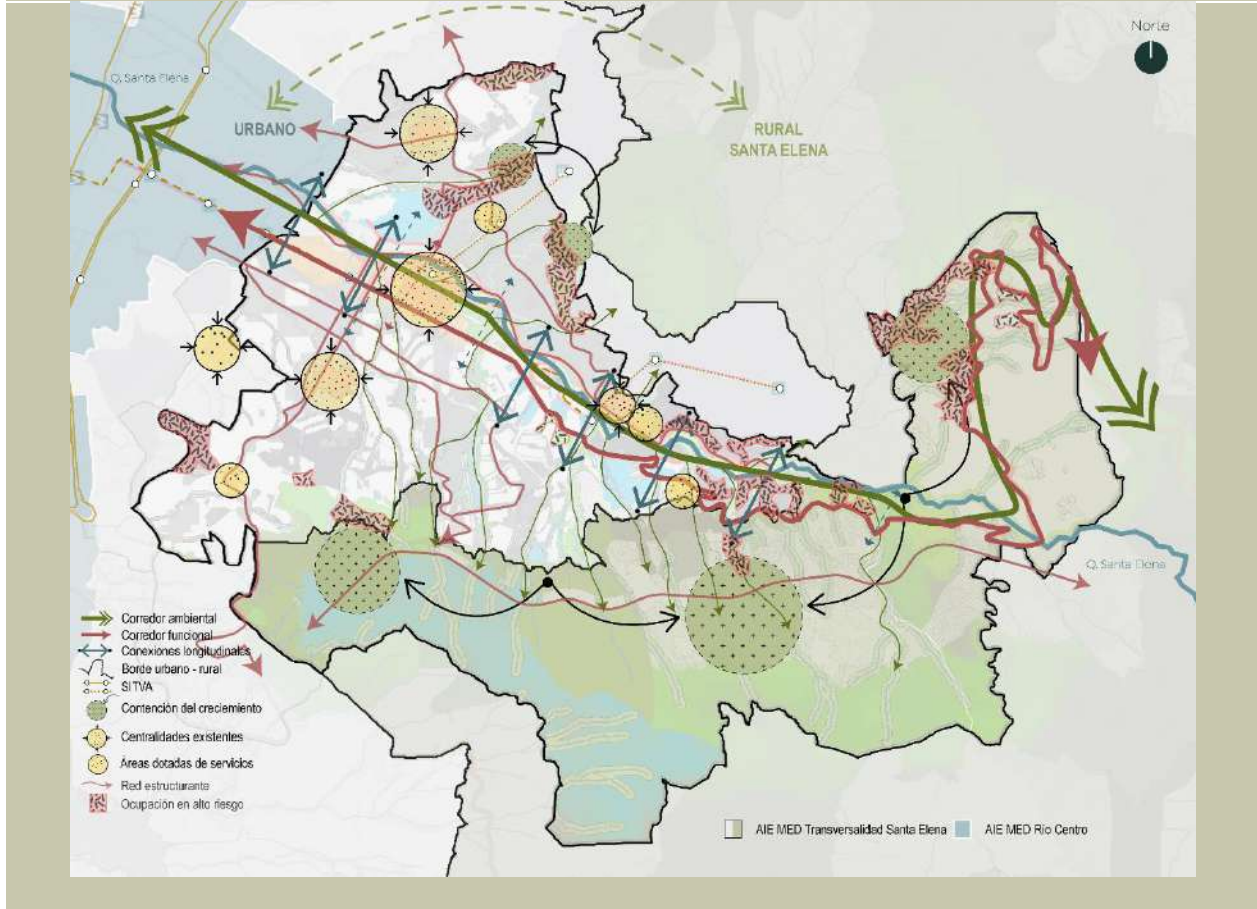 Norte
Q. Santa Elena
URBANO
RURAL
SANTA ELENA
Q. Santa Elena
Corredor ambiental
Corredor funcional
Conexiones longitudinales
Borde urbano - rural
SITVA
Contención del creciemiento
Centralidades existentes
Áreas dotadas de servicios
Red estructurante
Ocupación en alto riesgo
AIE MED Transversalidad Santa Elena
AIE MED Río Centro